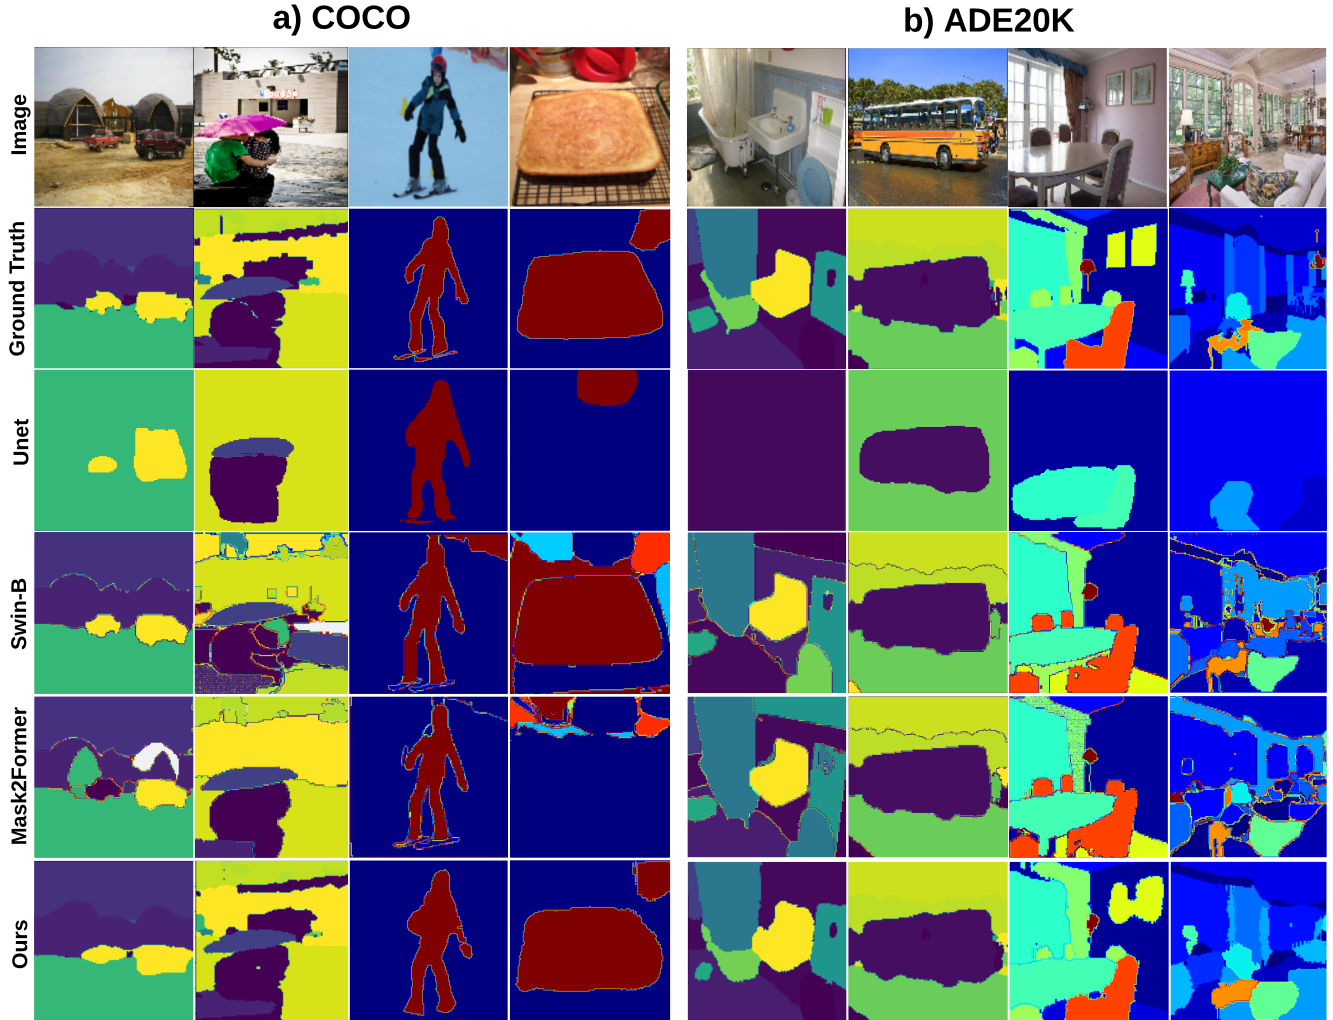 a) COCO
b) ADE20K
Image
Ground Truth
Unet
Swin-B
Mask2Former
Ours